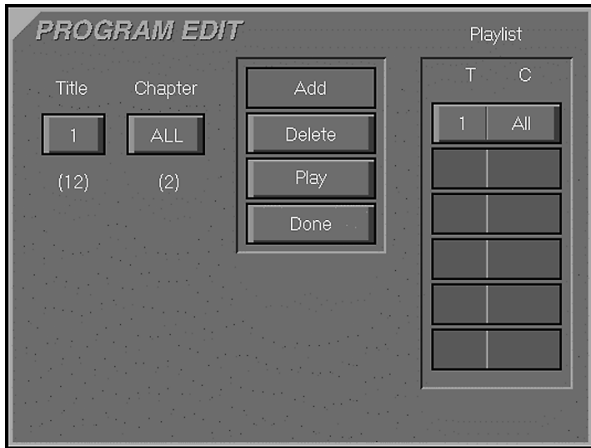 PROGRAM EDIT
Playlist
Title Chapter
1 ALL
(12) (2)
Add
Delete
Play
Done
T C
1 All